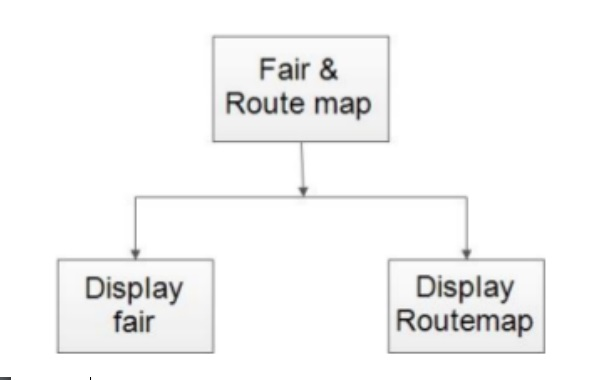 Fair &
Route map
Display
fair
Display
Routemap